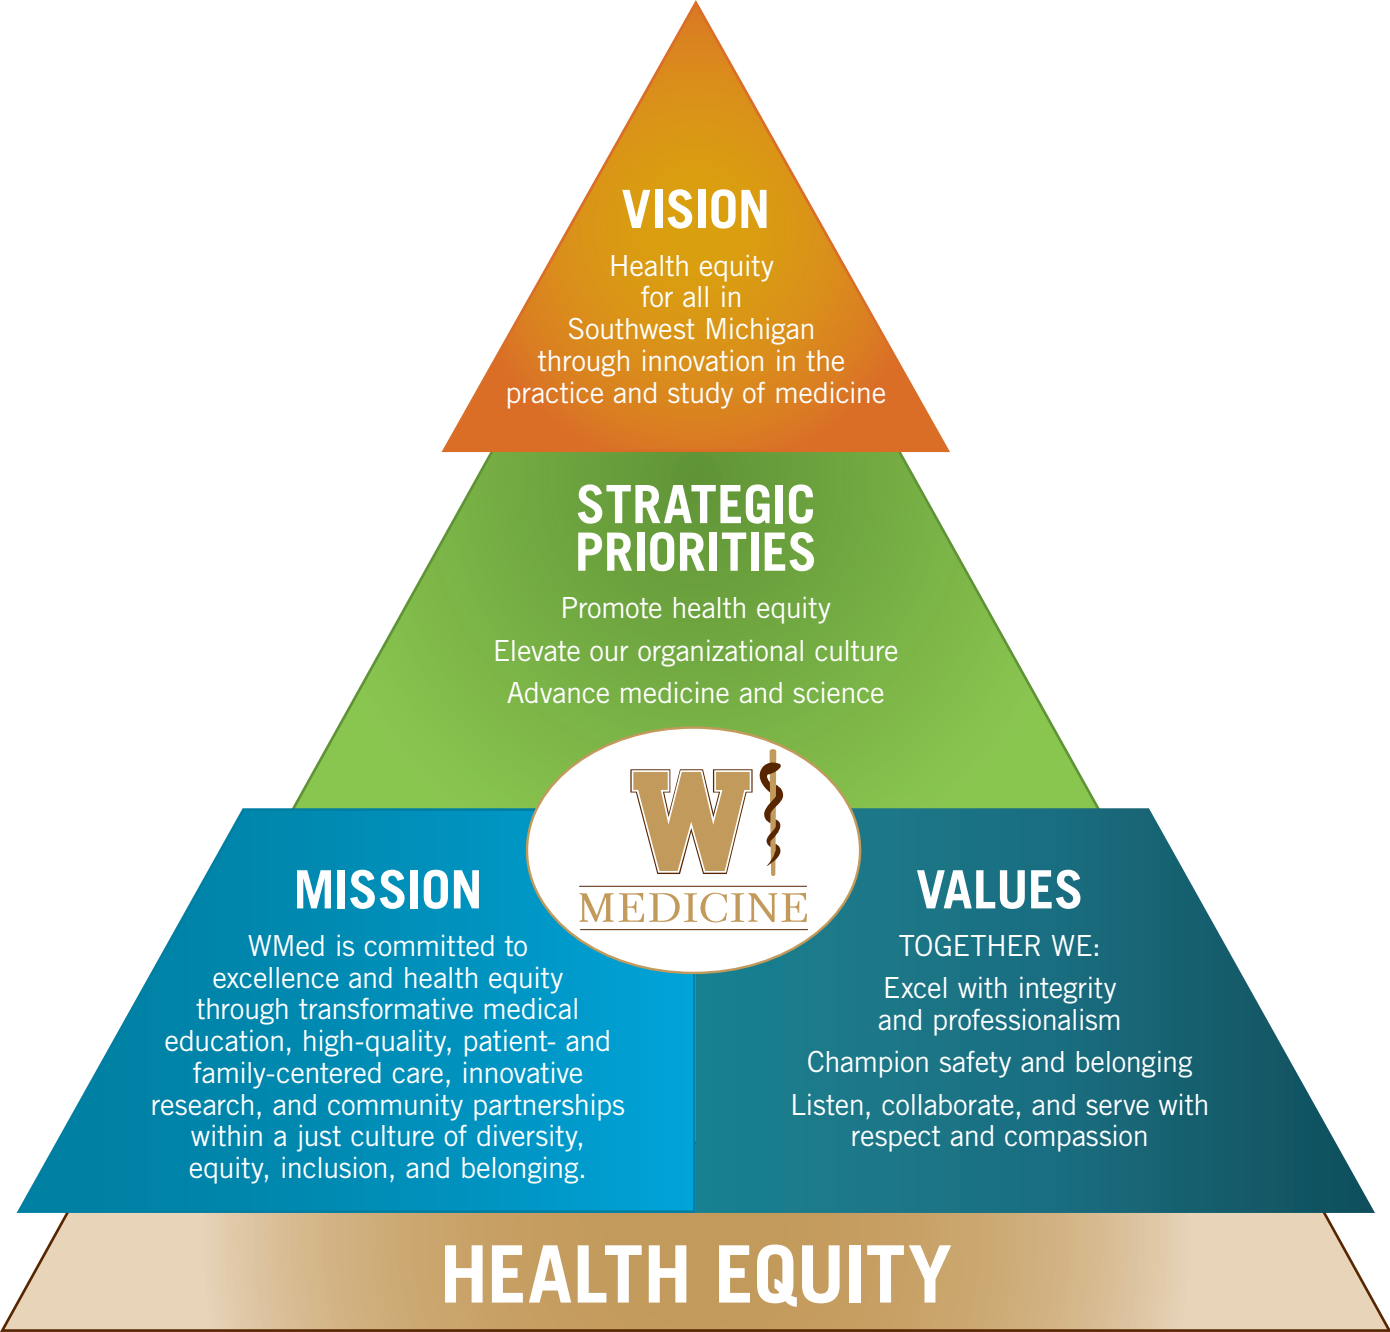 VISION
Health equity
for all in
Southwest Michigan
through innovation in the
practice and study of medicine
STRATEGIC
PRIORITIES
Promote health equity
Elevate our organizational culture
Advance medicine and science
W
MEDICINE
MISSION
WMed is committed to
excellence and health equity
through transformative medical
education, high-quality, patient- and
family-centered care, innovative
research, and community partnerships
within a just culture of diversity,
equity, inclusion, and belonging.
VALUES
TOGETHER WE:
Excel with integrity
and professionalism
Champion safety and belonging
Listen, collaborate, and serve with
respect and compassion
HEALTH EQUITY